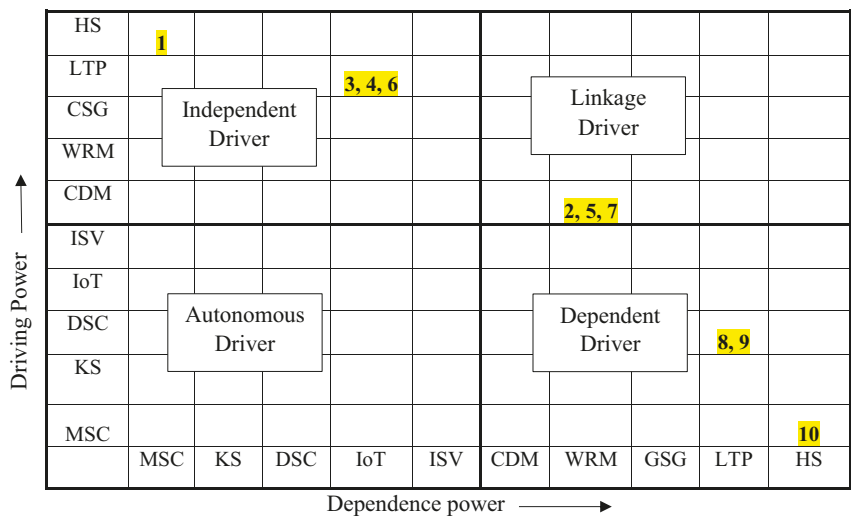 HS
1
LTP
3, 4, 6
CSG
Independent
Driver
Linkage
Driver
WRM
CDM
2, 5, 7
ISV
IoT
DSC
Autonomous
Driver
Dependent
Driver
8, 9
KS
MSC
10
MSC KS DSC IoT ISV CDM WRM GSG LTP HS
Driving Power
Dependence power